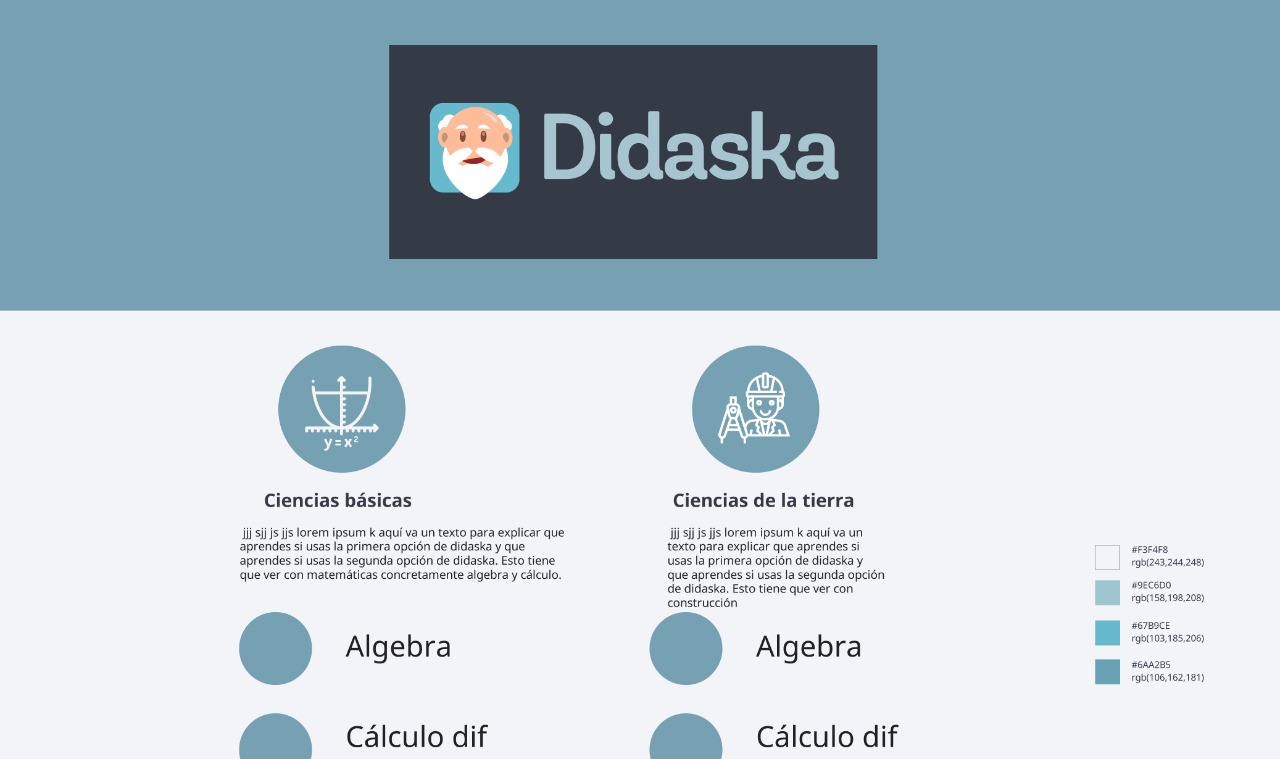 Didaska
y=x²
Ciencias básicas
jjj sjj js jjs lorem ipsum k aquí va un texto para explicar que
aprendes si usas la primera opción de didaska y que
aprendes si usas la segunda opción de didaska. Esto tiene
que ver con matemáticas concretamente algebra y cálculo.
Algebra
Cálculo dif
Ciencias de la tierra
jjj sjj js jjs lorem ipsum k aquí va un
texto para explicar que aprendes si
usas la primera opción de didaska y
que aprendes si usas la segunda opción
de didaska. Esto tiene que ver con
construcción
Algebra
Cálculo dif
#F3F4F8
rgb(243,244,248)
#9EC6D0
rgb(158,198,208)
#67B9CE
rgb(103,185,206)
#6AA2B5
rgb(106,162,181)